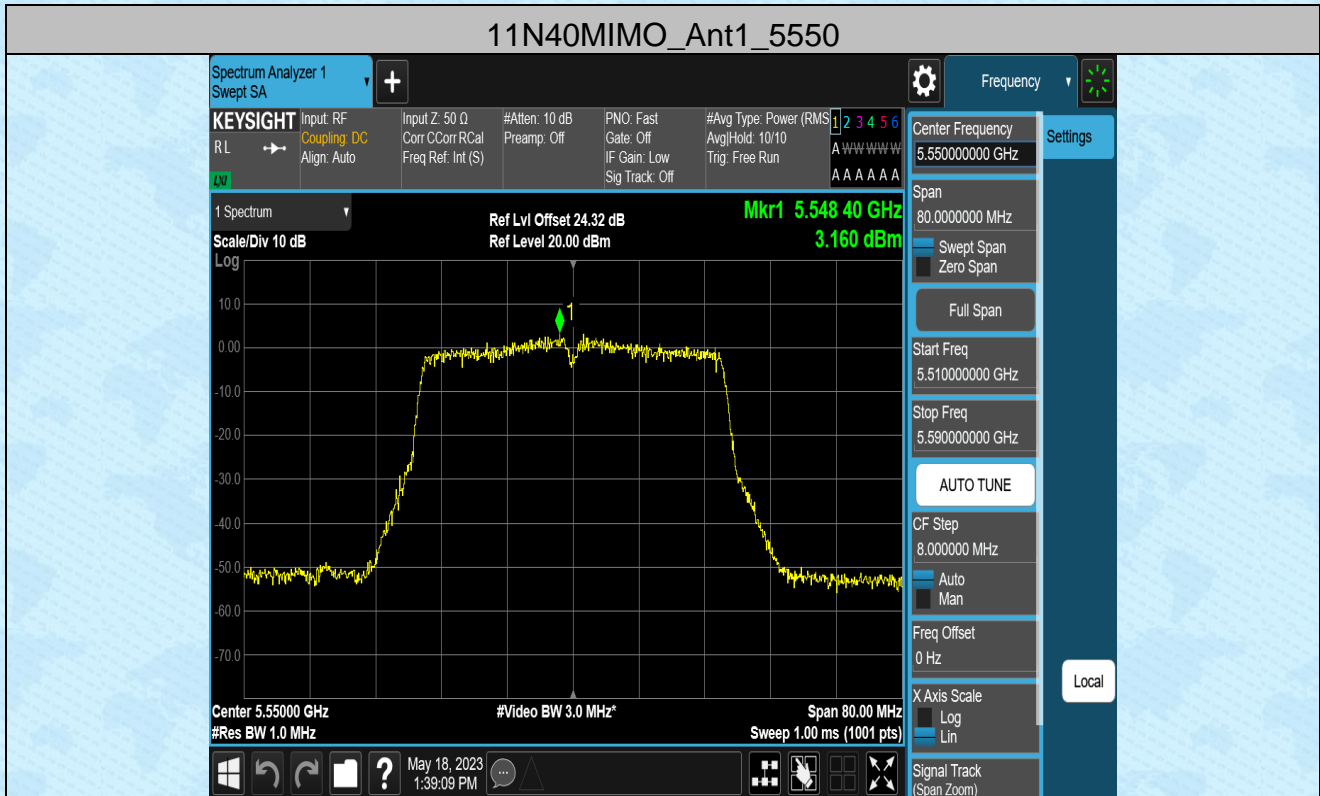 11N40MIMO_Ant1_5550
Spectrum Analyzer 1
Swept SA
Frequency
KEYSIGHT
R L
LXI
Input: RF
Coupling: DC
Align: Auto
Input Z: 50 Ω
Corr CCorr RCal
Freq Ref: Int (S)
#Atten: 10 dB
Preamp: Off
PNO: Fast
Gate: Off
IF Gain: Low
Sig Track: Off
#Avg Type: Power (RMS
Avg|Hold: 10/10
Trig: Free Run
1 2 3 4 5 6
A W W W W W
A A A A A A
1 Spectrum
Scale/Div 10 dB
Log
Ref Lvl Offset 24.32 dB
Ref Level 20.00 dBm
Mkr1 5.548 40 GHz
3.160 dBm
1
10.0
0.00
-10.0
-20.0
-30.0
-40.0
-50.0
-60.0
-70.0
Center 5.55000 GHz
#Res BW 1.0 MHz
#Video BW 3.0 MHz*
Span 80.00 MHz
Sweep 1.00 ms (1001 pts)
?
May 18, 2023
1:39:09 PM
Center Frequency
5.550000000 GHz
Settings
Span
80.0000000 MHz
Swept Span
Zero Span
Full Span
Start Freq
5.510000000 GHz
Stop Freq
5.590000000 GHz
AUTO TUNE
CF Step
8.000000 MHz
Auto
Man
Freq Offset
0 Hz
X Axis Scale
Log
Lin
Local
Signal Track
(Span Zoom)